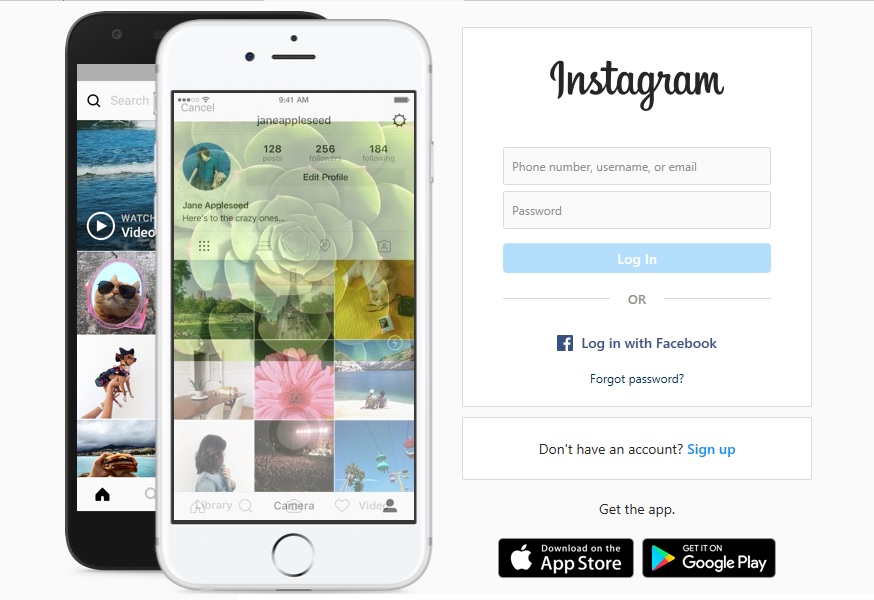 Search
WATCH
Video
9:41 AM
Cancel
janeappleseed
128
posts
256
followers
184
following
Edit Profile
Jane Appleseed
Here's to the crazy ones...
Library
Camera
Video
Instagram
Phone number, username, or email
Password
Log In
OR
Log in with Facebook
Forgot password?
Don't have an account? Sign up
Get the app.
Download on the
App Store
GET IT ON
Google Play